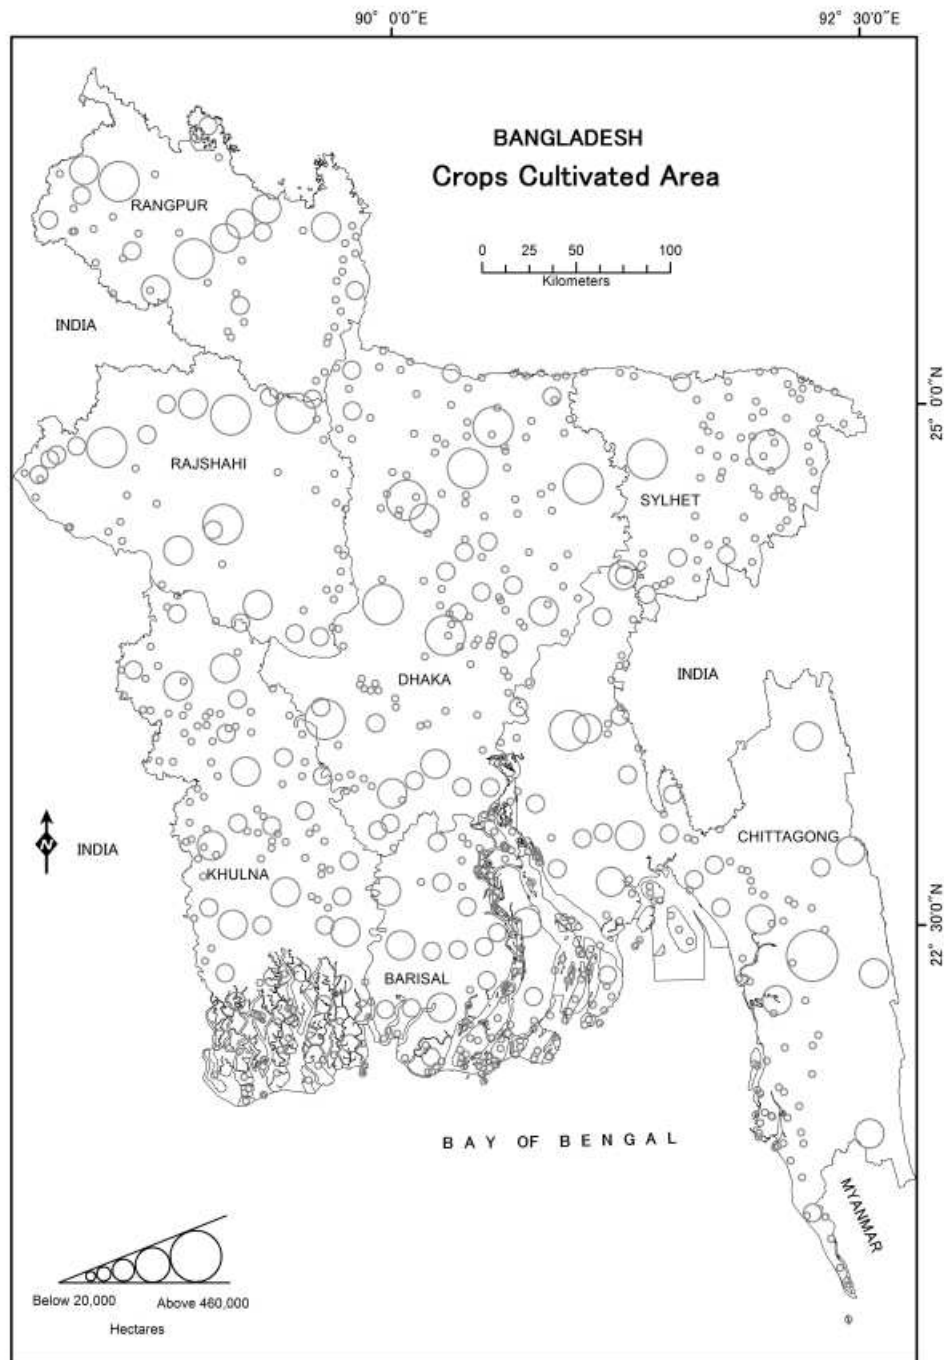 90° 0'0"E
92° 30'0"E
BANGLADESH
Crops Cultivated Area
0 25 50 100
Kilometers
RANGPUR
INDIA
25° 0'0"N
RAJSHAHI
SYLHET
DHAKA
INDIA
N
INDIA
CHITTAGONG
KHULNA
22° 30'0"N
BARISAL
BAY OF BENGAL
MYANMAR
Below 20,000
Above 460,000
Hectares